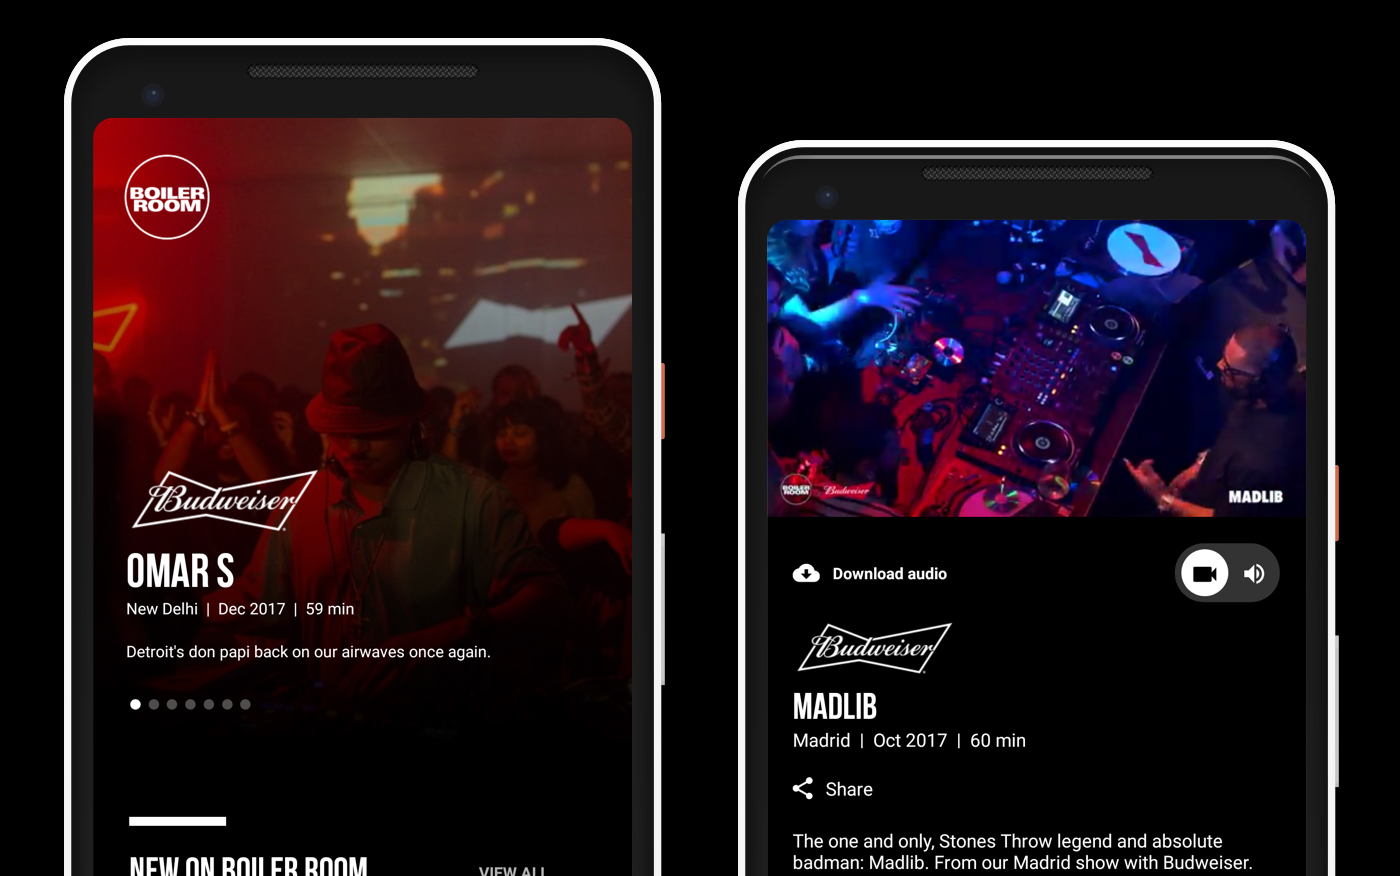 BOILER
ROOM
Budweiser
OMAR S
New Delhi | Dec 2017 | 59 min
Detroit's don papi back on our airwaves once again.
NEW ON BOILER ROOM
VIEW ALL
BOILER
ROOM
Budweiser
MADLIB
Download audio
Budweiser
MADLIB
Madrid | Oct 2017 | 60 min
Share
The one and only, Stones Throw legend and absolute
badman: Madlib. From our Madrid show with Budweiser.